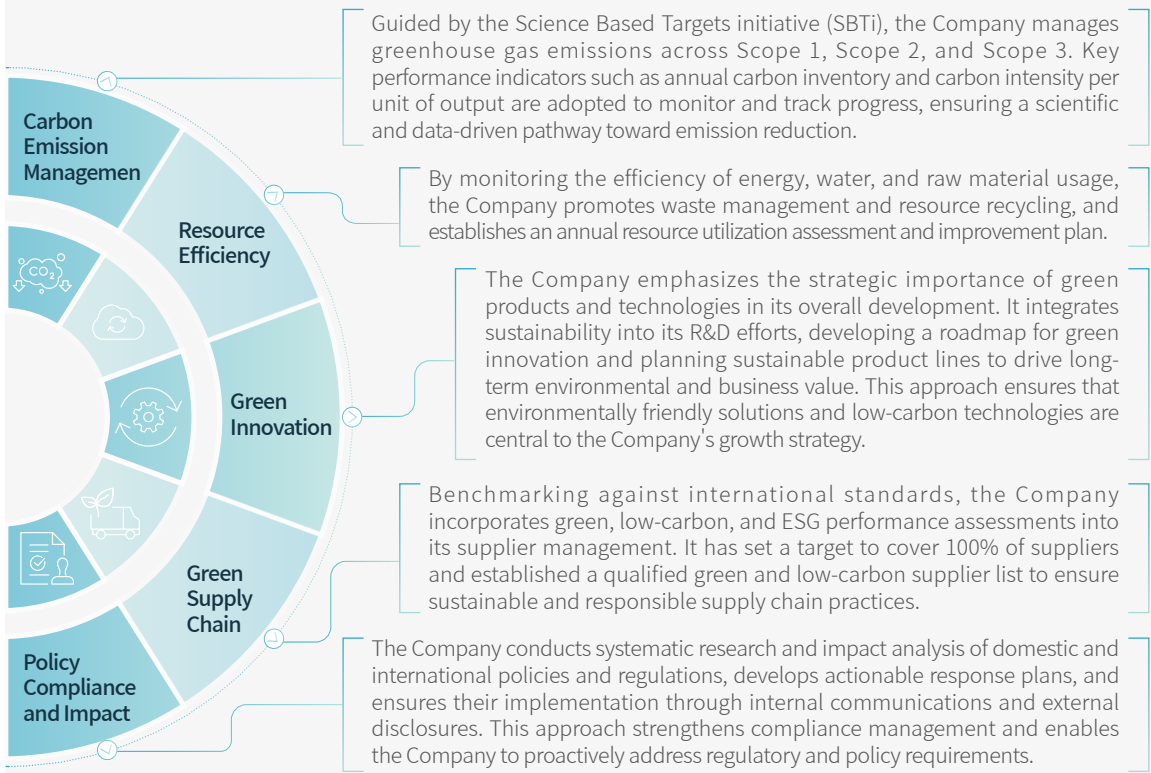 Carbon
Emission
Managemen
Guided by the Science Based Targets initiative (SBTi), the Company manages
greenhouse gas emissions across Scope 1, Scope 2, and Scope 3. Key
performance indicators such as annual carbon inventory and carbon intensity per
unit of output are adopted to monitor and track progress, ensuring a scientific
and data-driven pathway toward emission reduction.
Resource
Efficiency
By monitoring the efficiency of energy, water, and raw material usage,
the Company promotes waste management and resource recycling, and
establishes an annual resource utilization assessment and improvement plan.
CO2
Green
Innovation
The Company emphasizes the strategic importance of green
products and technologies in its overall development. It integrates
sustainability into its R&D efforts, developing a roadmap for green
innovation and planning sustainable product lines to drive long-
term environmental and business value. This approach ensures that
environmentally friendly solutions and low-carbon technologies are
central to the Company's growth strategy.
Green
Supply
Chain
Benchmarking against international standards, the Company
incorporates green, low-carbon, and ESG performance assessments into
its supplier management. It has set a target to cover 100% of suppliers
and established a qualified green and low-carbon supplier list to ensure
sustainable and responsible supply chain practices.
Policy
Compliance
and Impact
The Company conducts systematic research and impact analysis of domestic and
international policies and regulations, develops actionable response plans, and
ensures their implementation through internal communications and external
disclosures. This approach strengthens compliance management and enables
the Company to proactively address regulatory and policy requirements.